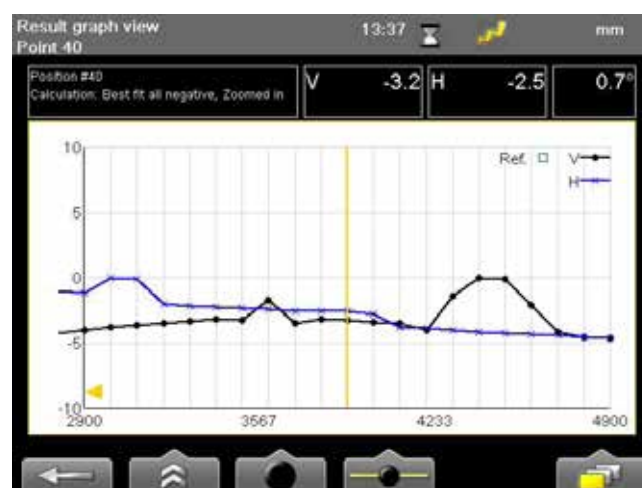 Result graph view
13:37
mm
Point 40
Position #40
Calculation: Best fit all negative, Zoomed in
V -3.2
H -2.5
0.7°
10
5
0
-5
-10
Ref.
V
H
2900
3567
4233
4900